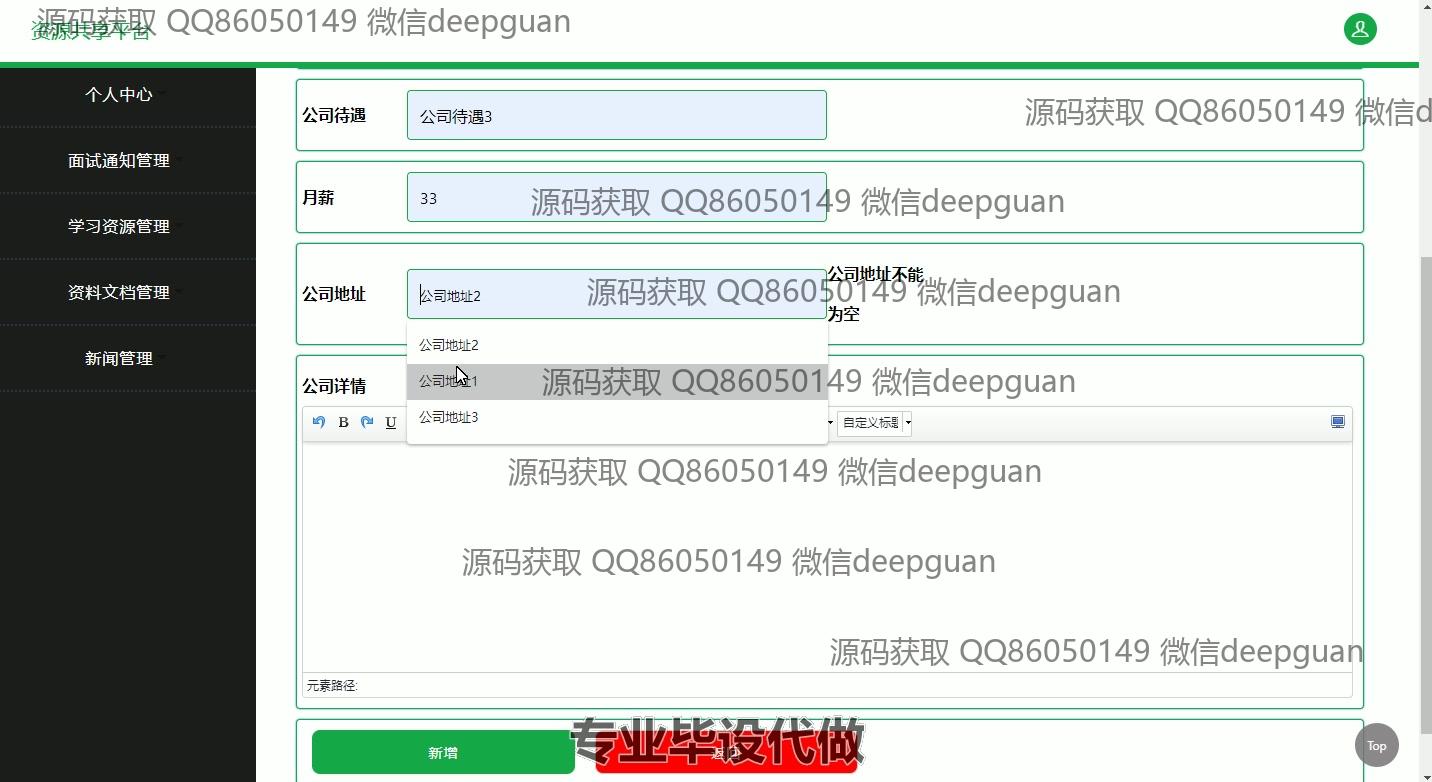 源码获取 QQ86050149 微信deepguan
资源共享平台
个人中心
面试通知管理
学习资源管理
资料文档管理
新闻管理
公司待遇
公司待遇3
源码获取 QQ86050149 微信d
月薪
33
源码获取 QQ86050149 微信deepguan
公司地址
公司地址2
源码获取 QQ86050149 微信deepguan
公司地址不能
为空
公司地址2
公司地址1
公司地址3
源码获取 QQ86050149 微信deepguan
公司详情
B
U
自定义标题
源码获取 QQ86050149 微信deepguan
源码获取 QQ86050149 微信deepguan
源码获取 QQ86050149 微信deepguan
元素路径:
专业毕设代做
新增
返回
Top